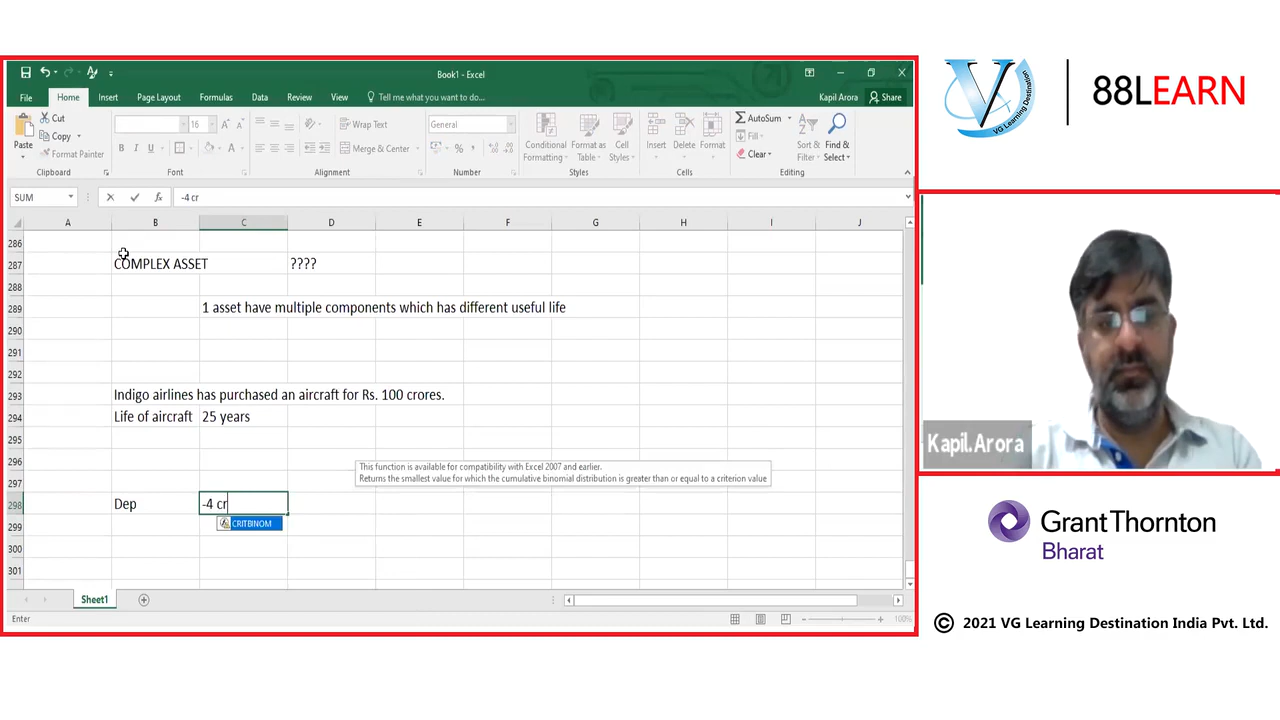 Book1 - Excel
File Home Insert Page Layout Formulas Data Review View Tell me what you want to do... Kapil Arora Share
Paste
Cut
Copy
Format Painter
Clipboard
16
Font
Wrap Text
Merge & Center
Alignment
General
Number
Conditional Formatting
Format as Table
Cell Styles
Styles
Insert Delete Format
Cells
AutoSum
Fill
Clear
Sort & Filter
Find & Select
Editing
SUM -4 cr
A B C D E F G H I J
286
287 COMPLEX ASSET ????
288
289 1 asset have multiple components which has different useful life
290
291
292
293 Indigo airlines has purchased an aircraft for Rs. 100 crores.
294 Life of aircraft 25 years
295
296
This function is available for compatibility with Excel 2007 and earlier.
Returns the smallest value for which the cumulative binomial distribution is greater than or equal to a criterion value
297
298 Dep -4 cr
299 CRITBINOM
300
301
Sheet1
Enter 100%
V
VG Learning Destination
88LEARN
Kapil.Arora
Grant Thornton
Bharat
© 2021 VG Learning Destination India Pvt. Ltd.